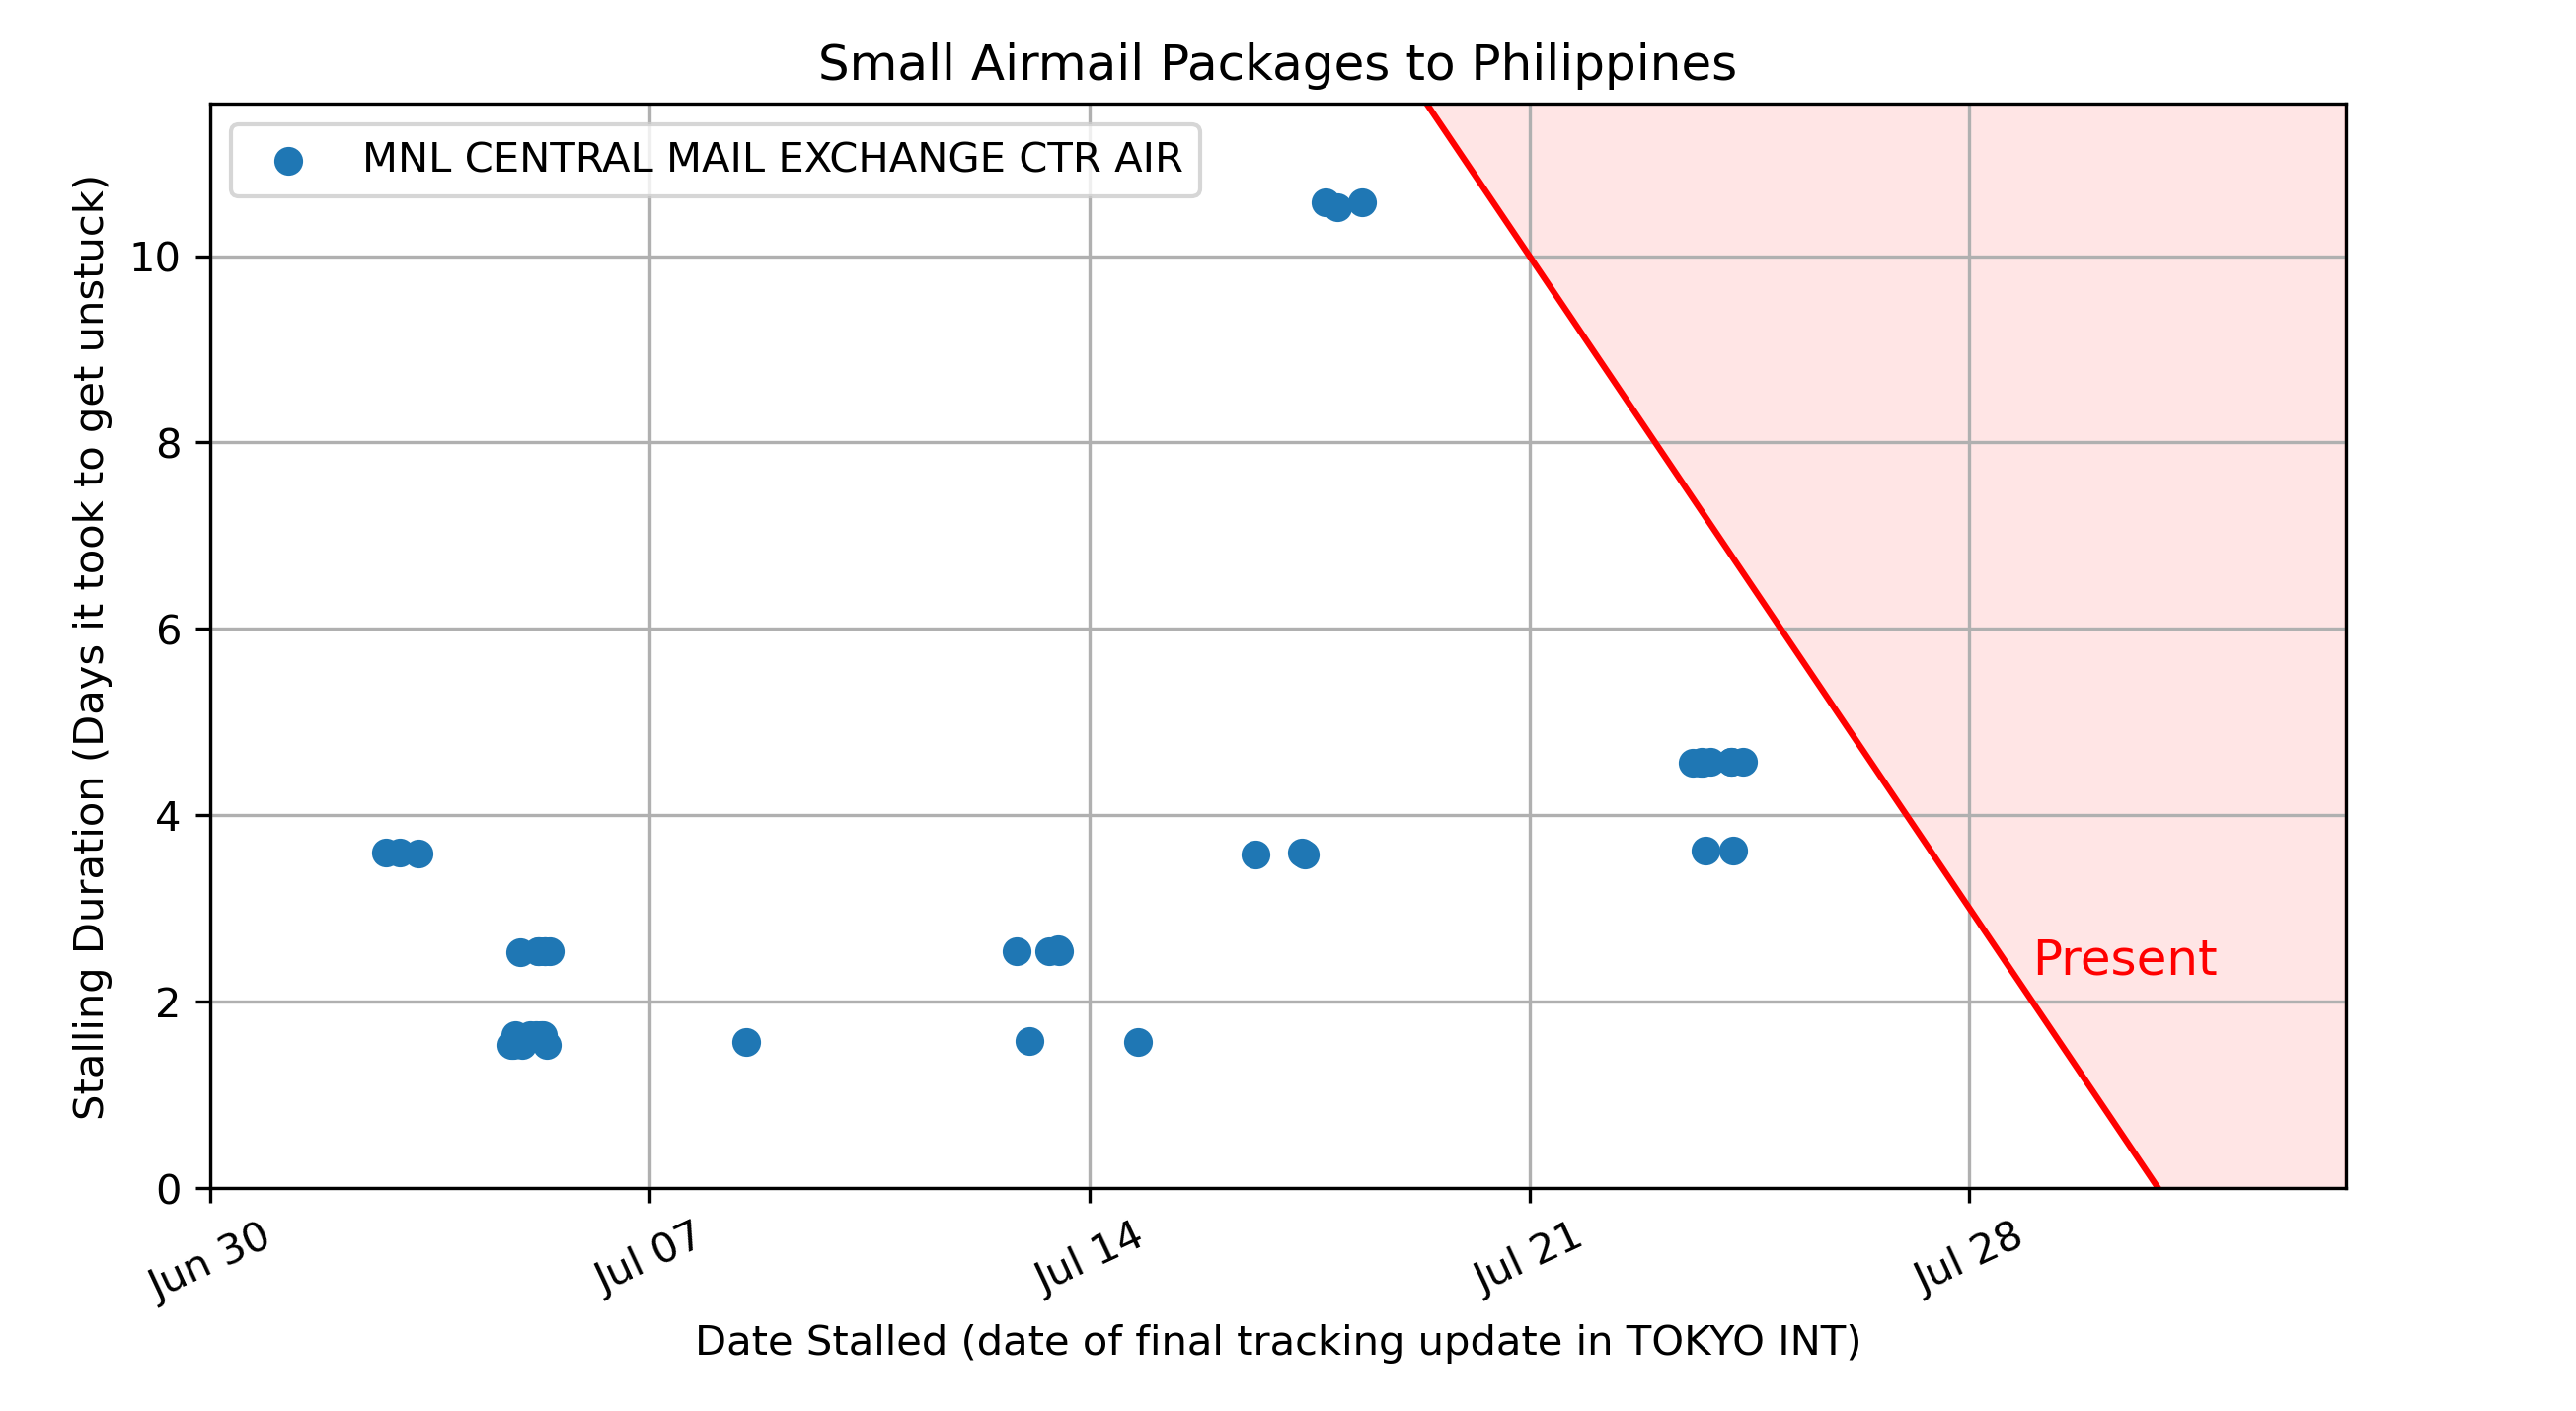 Small Airmail Packages to Philippines
MNL CENTRAL MAIL EXCHANGE CTR AIR
Stalling Duration (Days it took to get unstuck)
10
8
6
4
2
0
Present
Jun 30
Jul 07
Jul 14
Jul 21
Jul 28
Date Stalled (date of final tracking update in TOKYO INT)